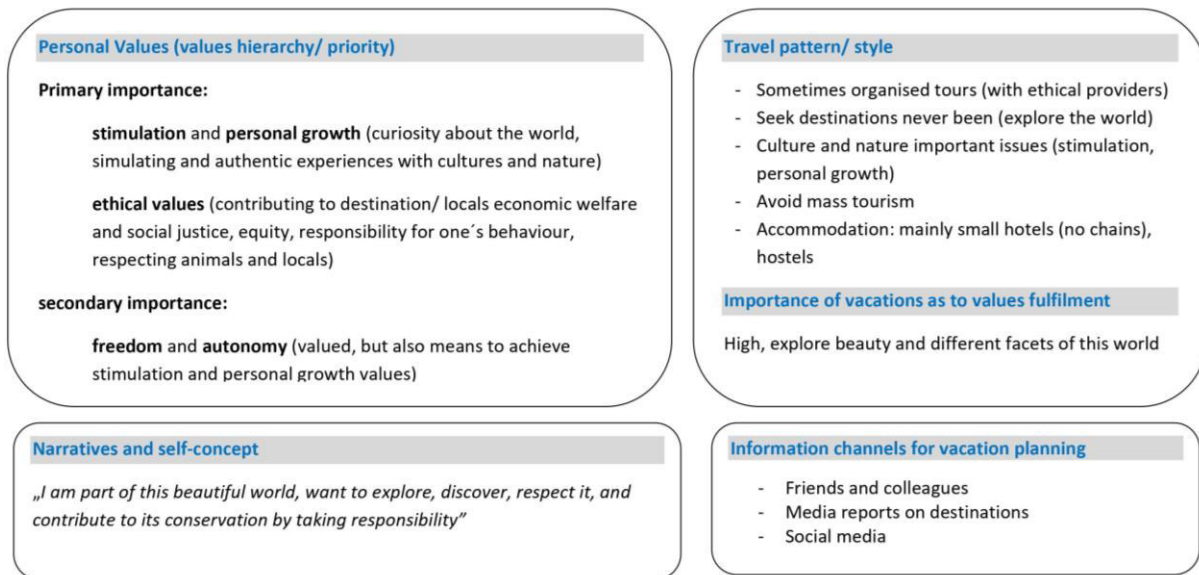 Personal Values (values hierarchy/ priority)
Primary importance:
stimulation and personal growth (curiosity about the world,
simulating and authentic experiences with cultures and nature)
ethical values (contributing to destination/ locals economic welfare
and social justice, equity, responsibility for one´s behaviour,
respecting animals and locals)
secondary importance:
freedom and autonomy (valued, but also means to achieve
stimulation and personal growth values)
Travel pattern/ style
- Sometimes organised tours (with ethical providers)
- Seek destinations never been (explore the world)
- Culture and nature important issues (stimulation,
personal growth)
- Avoid mass tourism
- Accommodation: mainly small hotels (no chains),
hostels
Importance of vacations as to values fulfilment
High, explore beauty and different facets of this world
Narratives and self-concept
„I am part of this beautiful world, want to explore, discover, respect it, and
contribute to its conservation by taking responsibility”
Information channels for vacation planning
- Friends and colleagues
- Media reports on destinations
- Social media